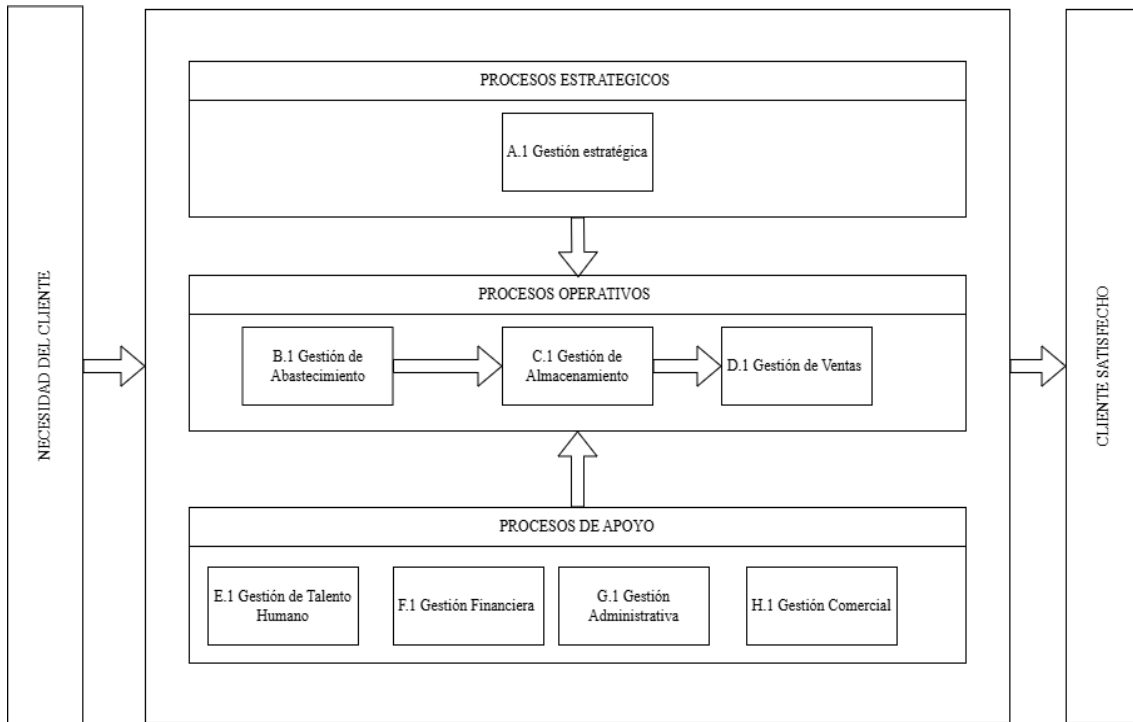 NECESIDAD DEL CLIENTE
PROCESOS ESTRATEGICOS
A.1 Gestión estratégica
PROCESOS OPERATIVOS
B.1 Gestión de
Abastecimiento
C.1 Gestión de
Almacenamiento
D.1 Gestión de Ventas
PROCESOS DE APOYO
E.1 Gestión de Talento
Humano
F.1 Gestión Financiera
G.1 Gestión
Administrativa
H.1 Gestión Comercial
CLIENTE SATISFECHO